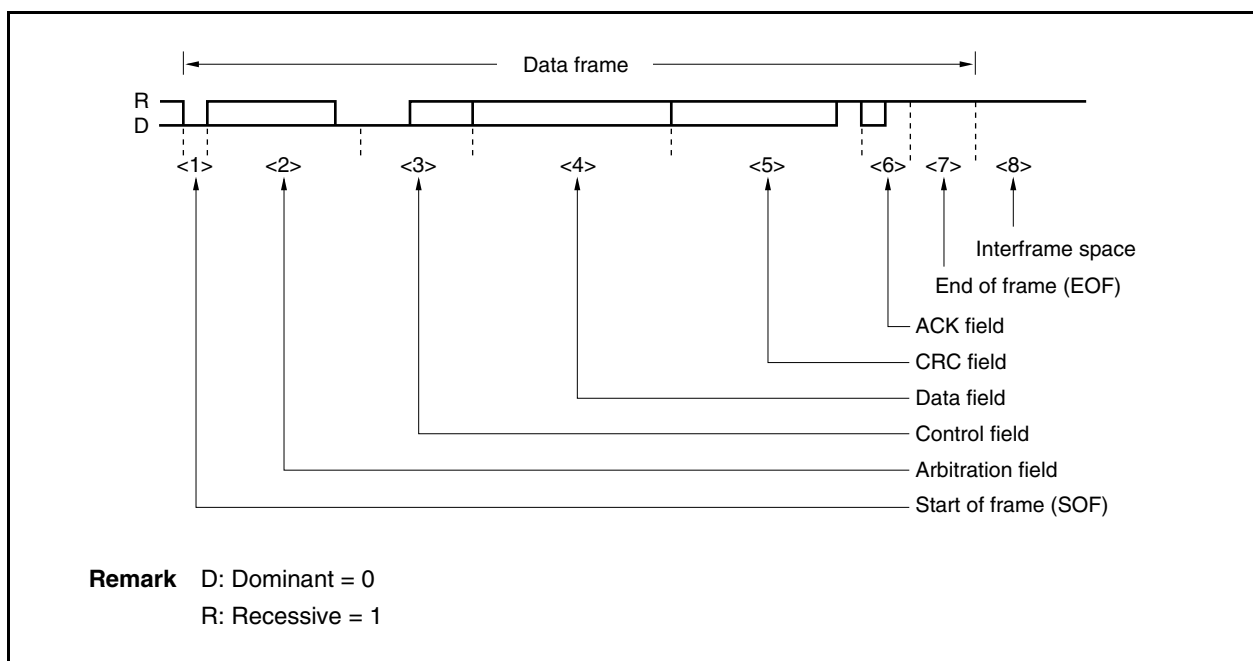 Data frame
R
D
<1> <2> <3> <4> <5> <6> <7> <8>
Interframe space
End of frame (EOF)
ACK field
CRC field
Data field
Control field
Arbitration field
Start of frame (SOF)
Remark D: Dominant = 0
R: Recessive = 1